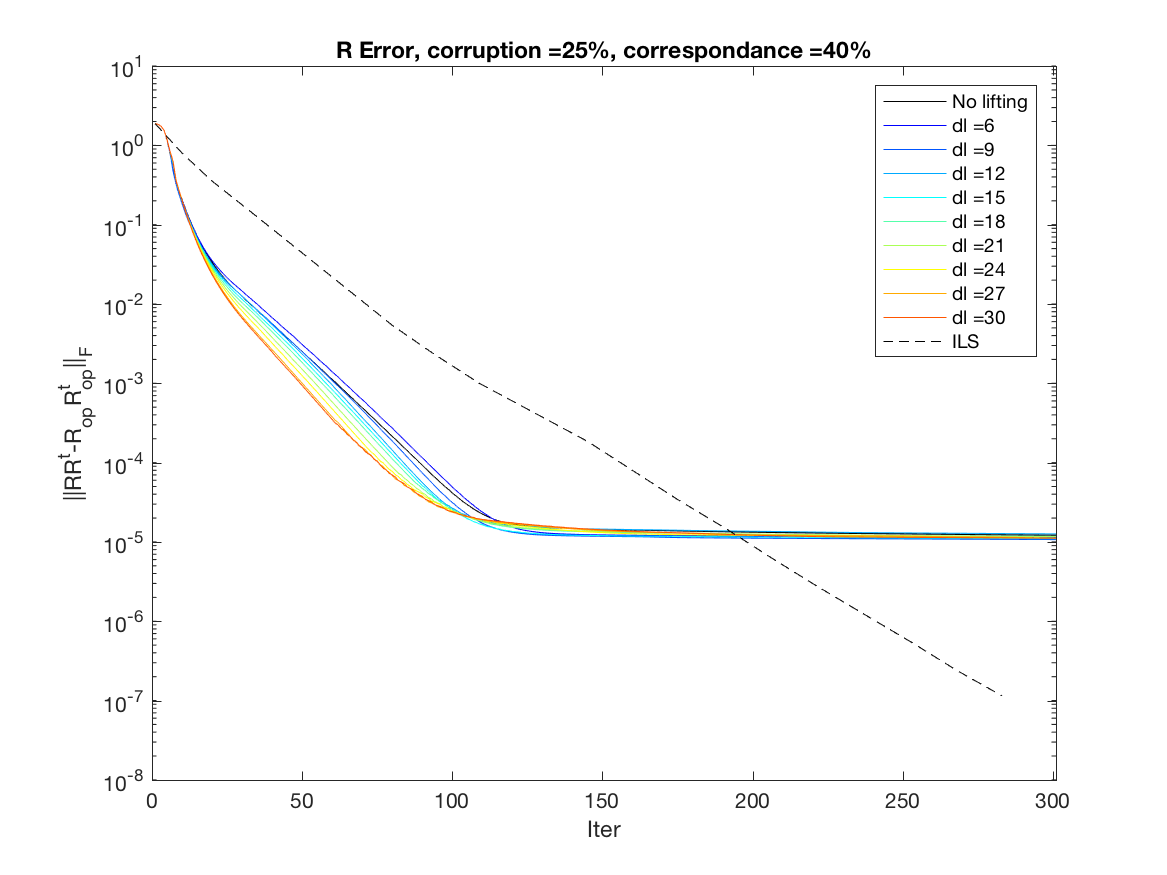 R Error, corruption =25%, correspondance =40%
10^1
10^0
10^-1
10^-2
10^-3
10^-4
10^-5
10^-6
10^-7
10^-8
||RR^t-R_op R^t_op||_F
No lifting
dl =6
dl =9
dl =12
dl =15
dl =18
dl =21
dl =24
dl =27
dl =30
ILS
0 50 100 150 200 250 300
Iter